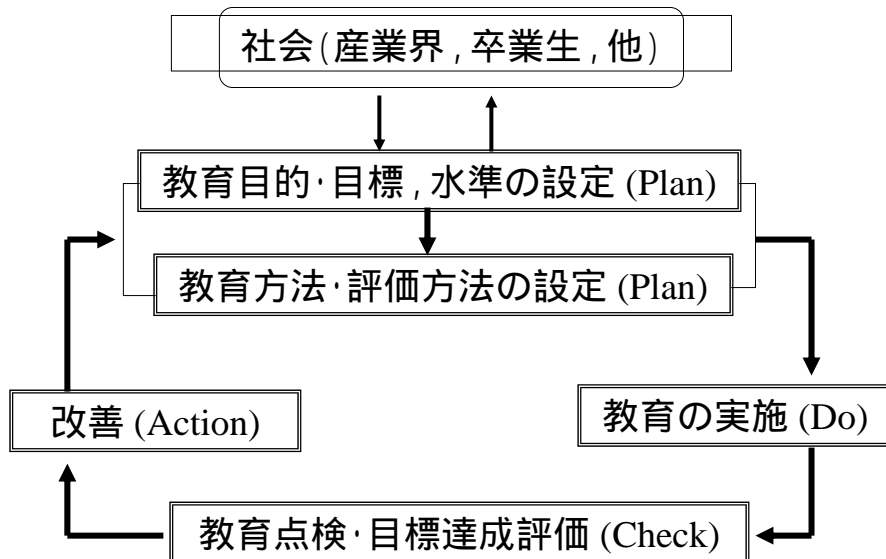 社会(産業界,卒業生,他)
教育目的·目標,水準の設定 (Plan)
教育方法·評価方法の設定 (Plan)
改善 (Action)
教育の実施 (Do)
教育点検·目標達成評価 (Check)